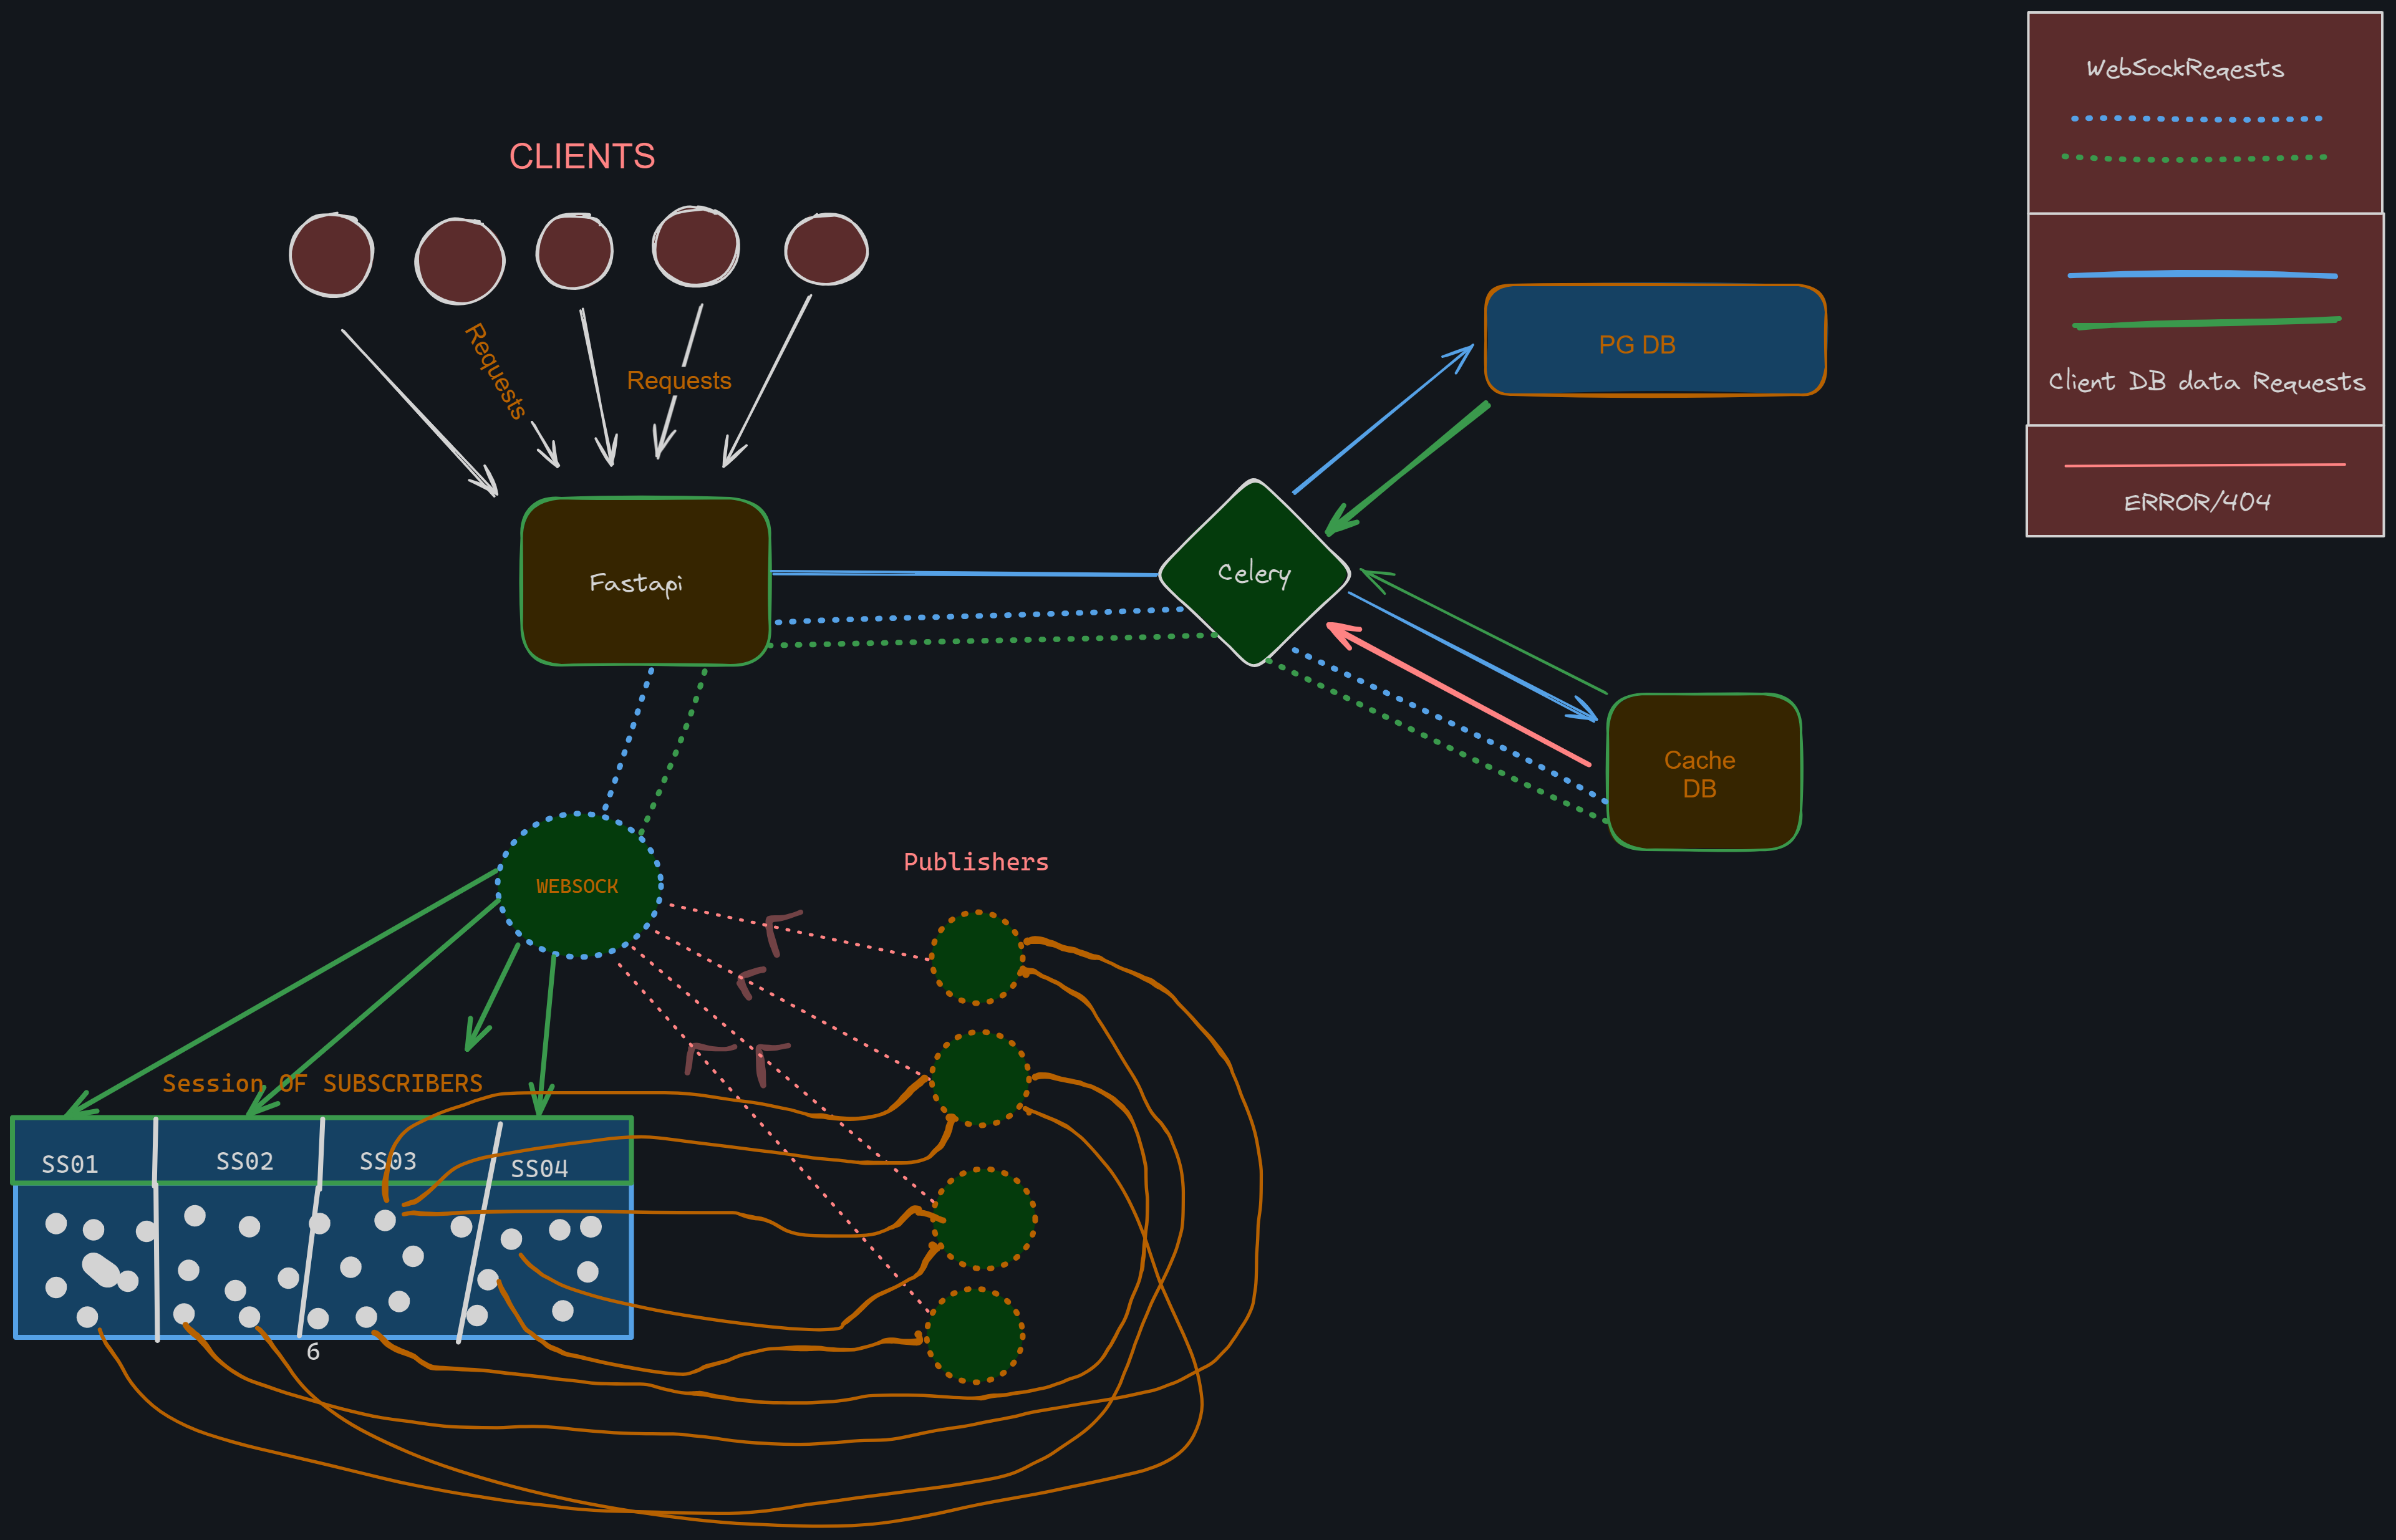 WebSockReqests
CLIENTS
Requests
Requests
PG DB
Client DB data Requests
ERROR/404
Fastapi
Celery
Cache
DB
WEBSOCK
Publishers
Session OF SUBSCRIBERS
SS01
SS02
SS03
SS04
6